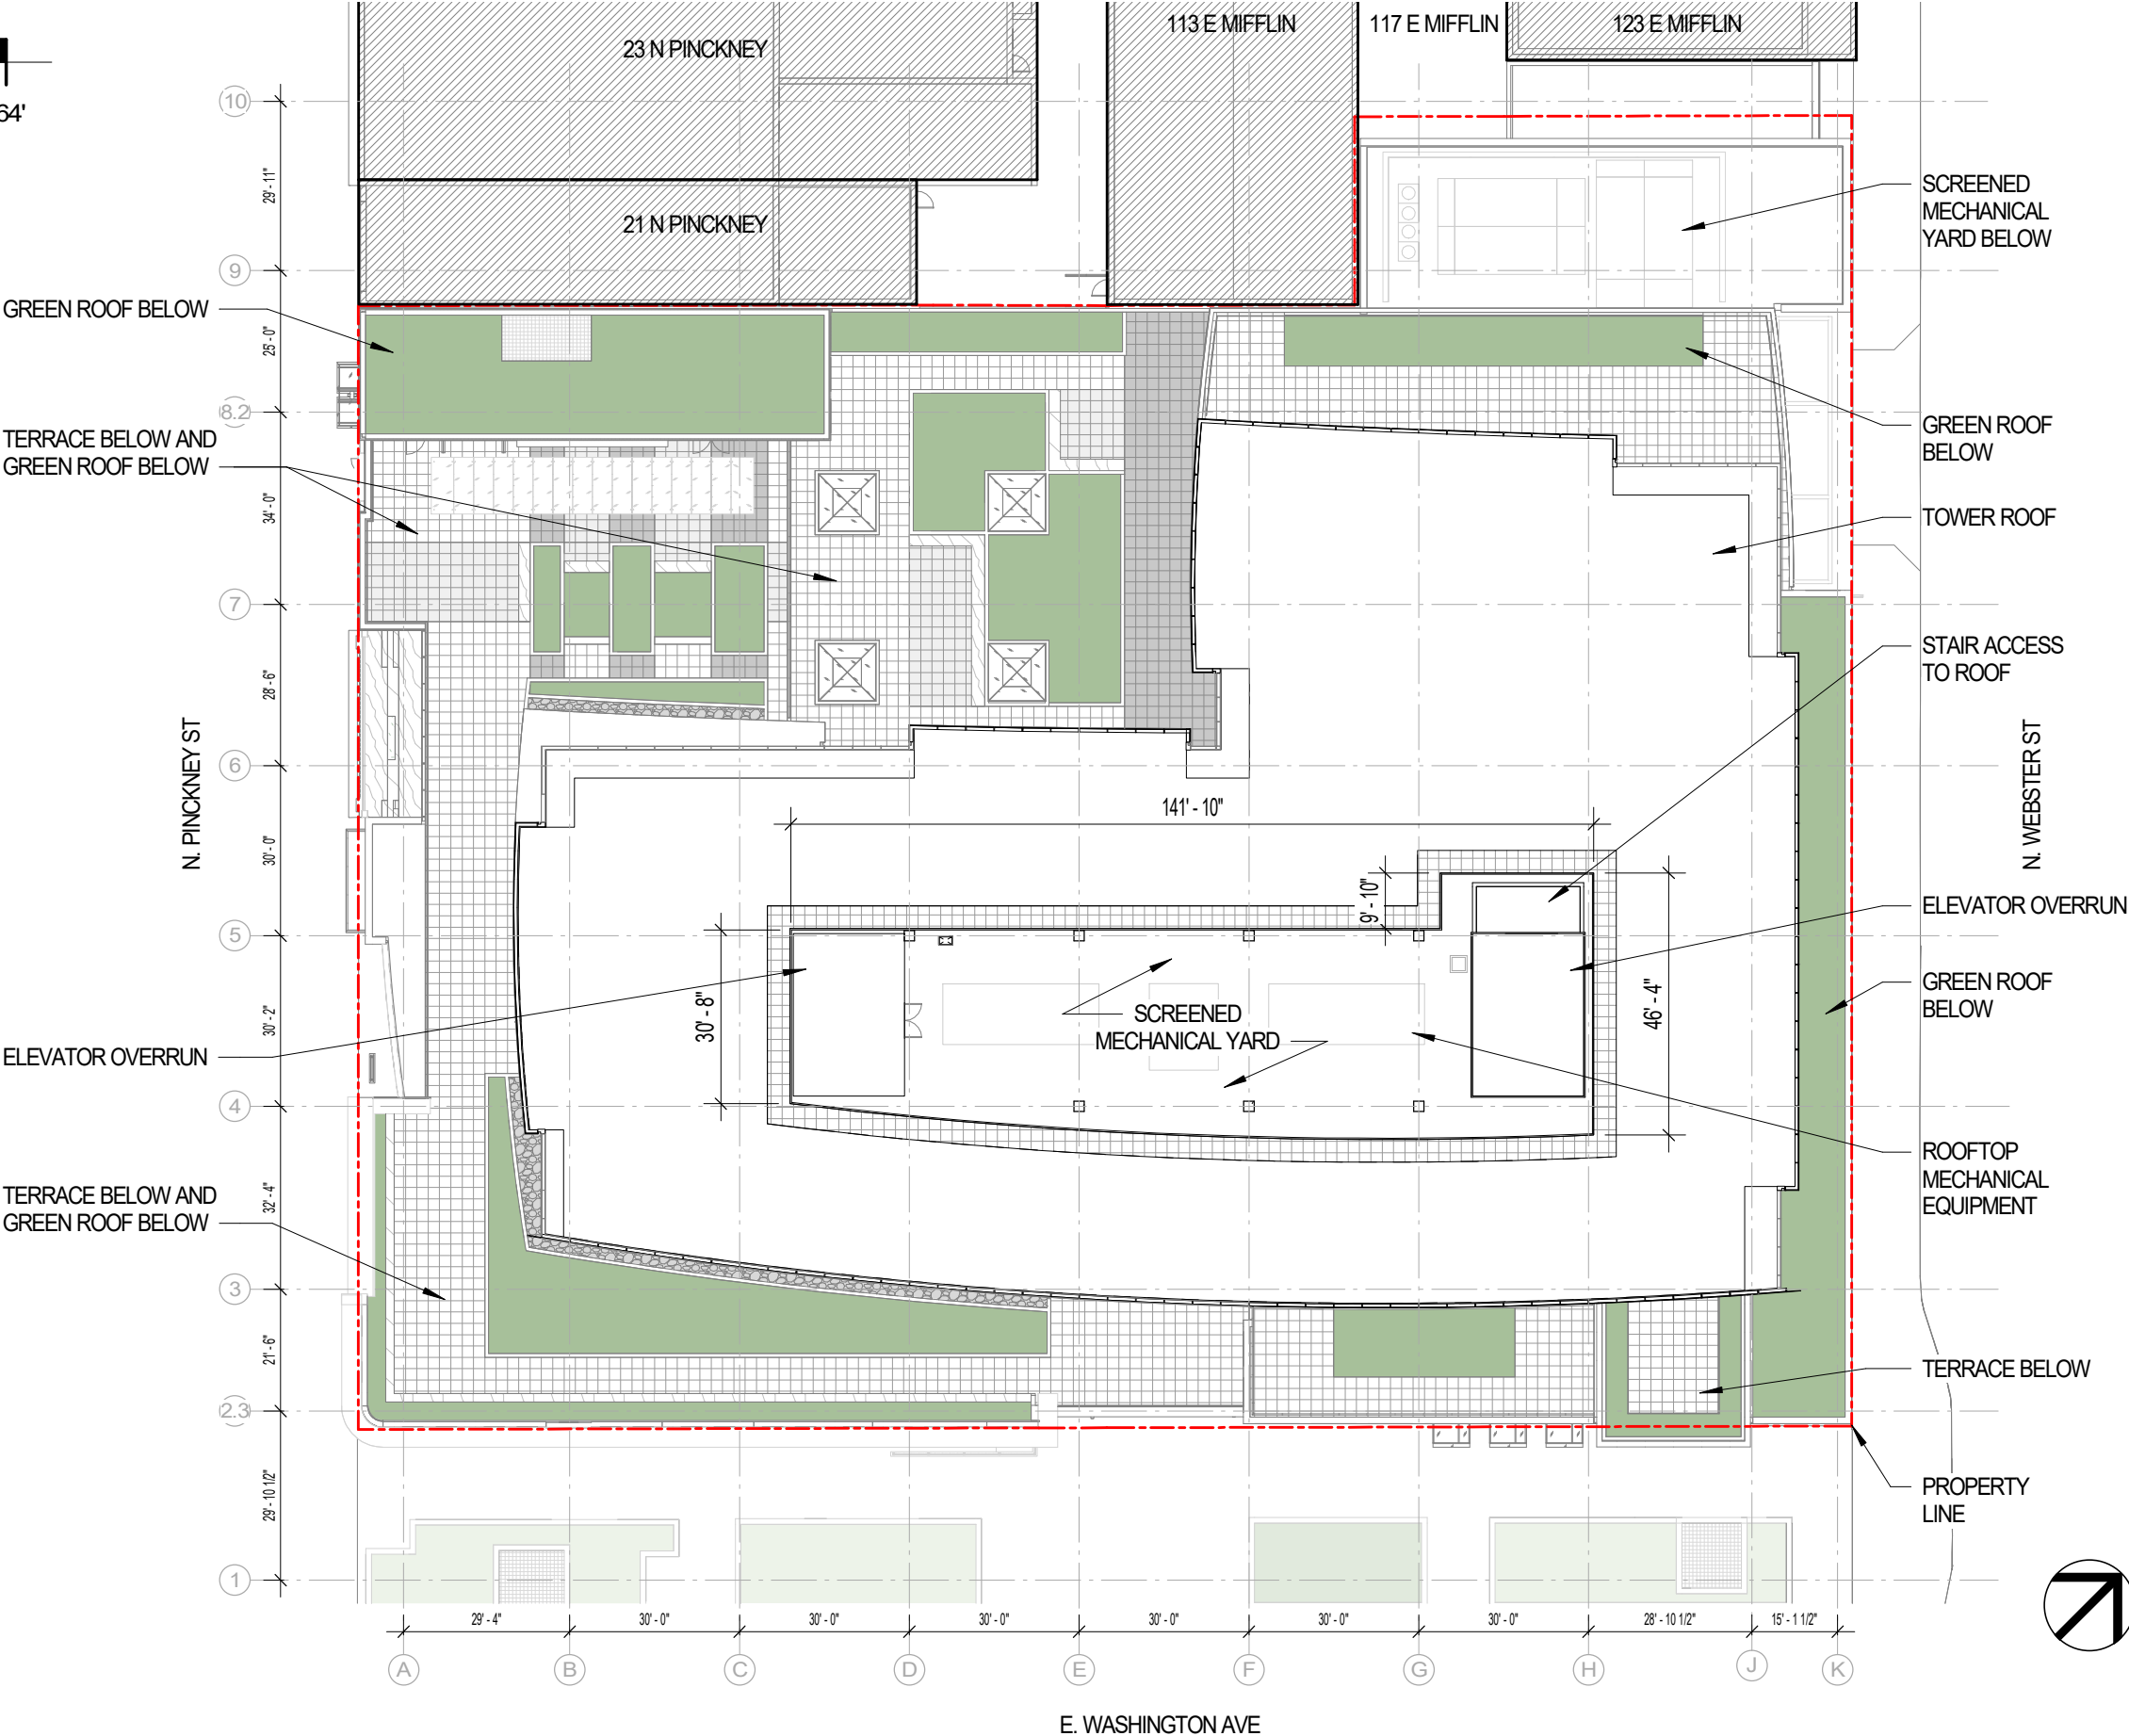 23 N PINCKNEY
113 E MIFFLIN
117 E MIFFLIN
123 E MIFFLIN
64'
21 N PINCKNEY
10
9
8.2
7
6
5
4
3
2.3
1
29' - 11"
25' - 0"
34' - 0"
28' - 6"
30' - 0"
30' - 2"
32' - 4"
21' - 6"
29' - 10 1/2"
GREEN ROOF BELOW
TERRACE BELOW AND
GREEN ROOF BELOW
N. PINCKNEY ST
ELEVATOR OVERRUN
TERRACE BELOW AND
GREEN ROOF BELOW
141' - 10"
9' - 10"
30' - 8"
46' - 4"
SCREENED
MECHANICAL YARD
SCREENED
MECHANICAL
YARD BELOW
GREEN ROOF
BELOW
TOWER ROOF
STAIR ACCESS
TO ROOF
N. WEBSTER ST
ELEVATOR OVERRUN
GREEN ROOF
BELOW
ROOFTOP
MECHANICAL
EQUIPMENT
TERRACE BELOW
PROPERTY
LINE
29' - 4"
30' - 0"
30' - 0"
30' - 0"
30' - 0"
30' - 0"
30' - 0"
28' - 10 1/2"
15' - 1 1/2"
A
B
C
D
E
F
G
H
J
K
E. WASHINGTON AVE